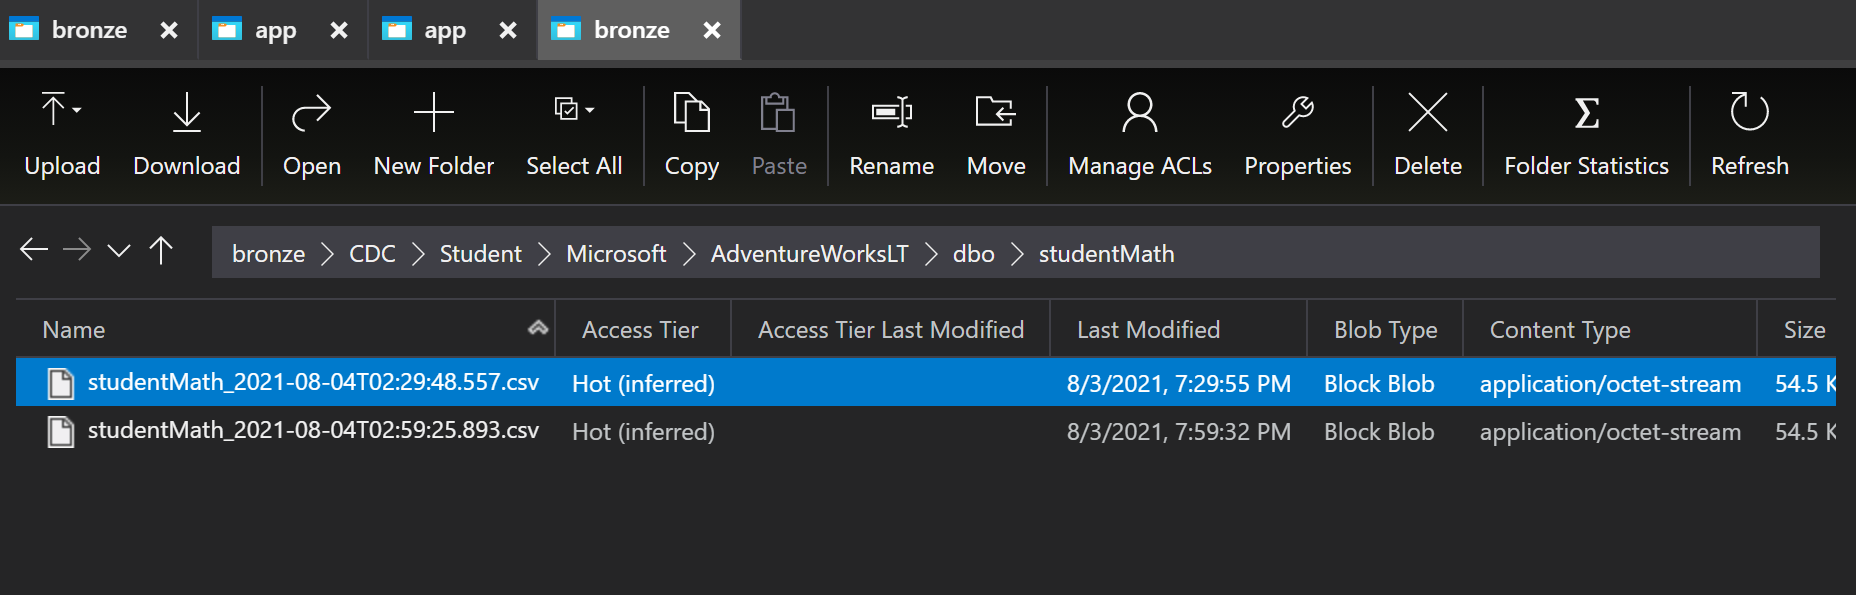 bronze app app bronze
Upload Download Open New Folder Select All Copy Paste Rename Move Manage ACLs Properties Delete Folder Statistics Refresh
bronze CDC Student Microsoft AdventureWorksLT dbo studentMath
Name Access Tier Access Tier Last Modified Last Modified Blob Type Content Type Size
studentMath_2021-08-04T02:29:48.557.csv Hot (inferred) 8/3/2021, 7:29:55 PM Block Blob application/octet-stream 54.5 K
studentMath_2021-08-04T02:59:25.893.csv Hot (inferred) 8/3/2021, 7:59:32 PM Block Blob application/octet-stream 54.5 K